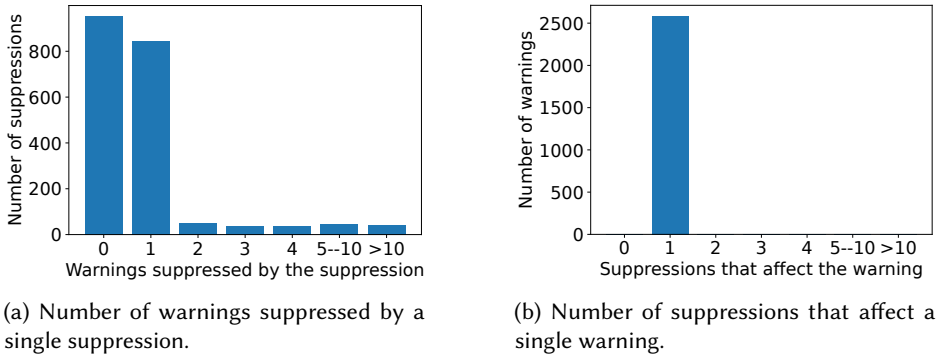 Number of suppressions
800
600
400
200
0
0 1 2 3 4 5--10 >10
Warnings suppressed by the suppression
(a) Number of warnings suppressed by a
single suppression.
Number of warnings
2500
2000
1500
1000
500
0
0 1 2 3 4 5--10 >10
Suppressions that affect the warning
(b) Number of suppressions that affect a
single warning.